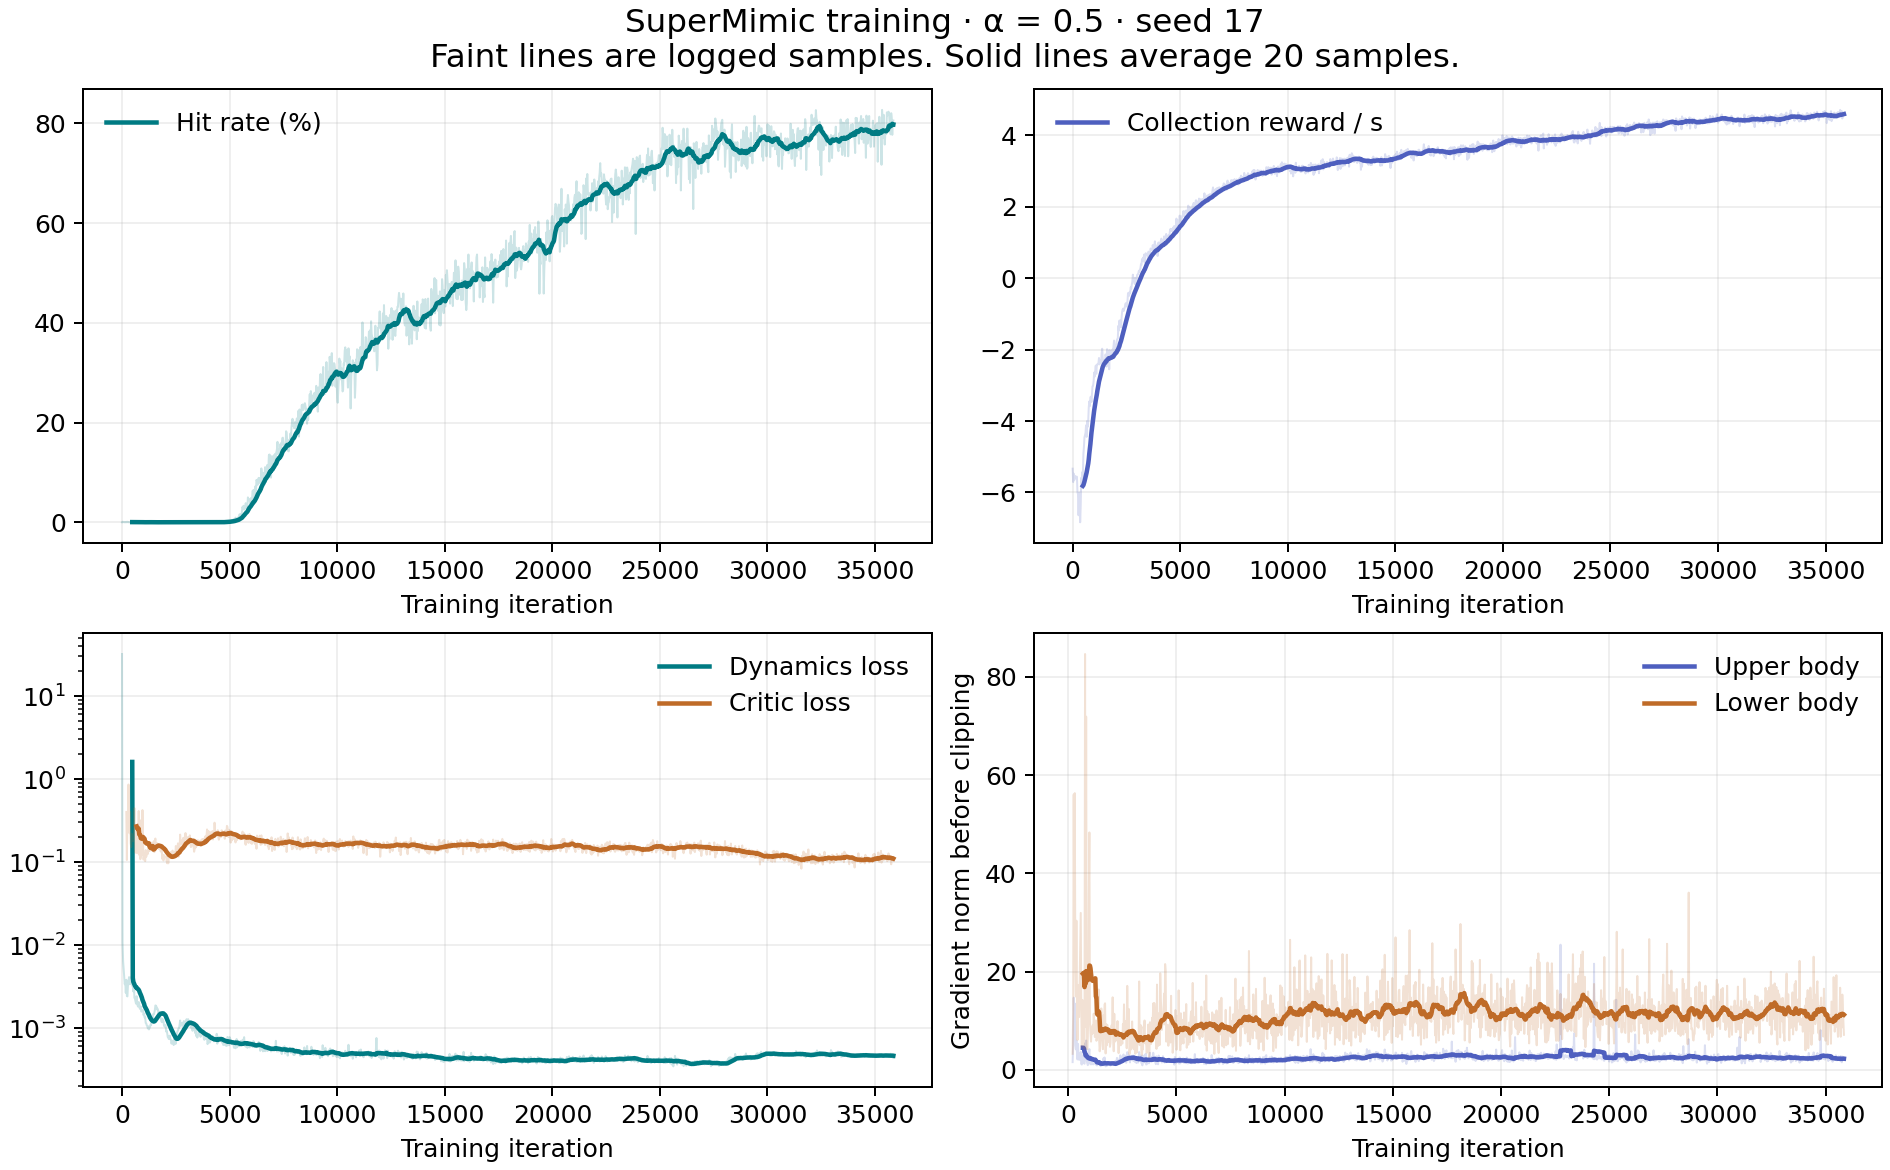 SuperMimic training · α = 0.5 · seed 17
Faint lines are logged samples. Solid lines average 20 samples.
Hit rate (%)
80
60
40
20
0
0 5000 10000 15000 20000 25000 30000 35000
Training iteration
Collection reward / s
4
2
0
−2
−4
−6
0 5000 10000 15000 20000 25000 30000 35000
Training iteration
Dynamics loss
Critic loss
10¹
10⁰
10⁻¹
10⁻²
10⁻³
0 5000 10000 15000 20000 25000 30000 35000
Training iteration
Gradient norm before clipping
Upper body
Lower body
80
60
40
20
0
0 5000 10000 15000 20000 25000 30000 35000
Training iteration